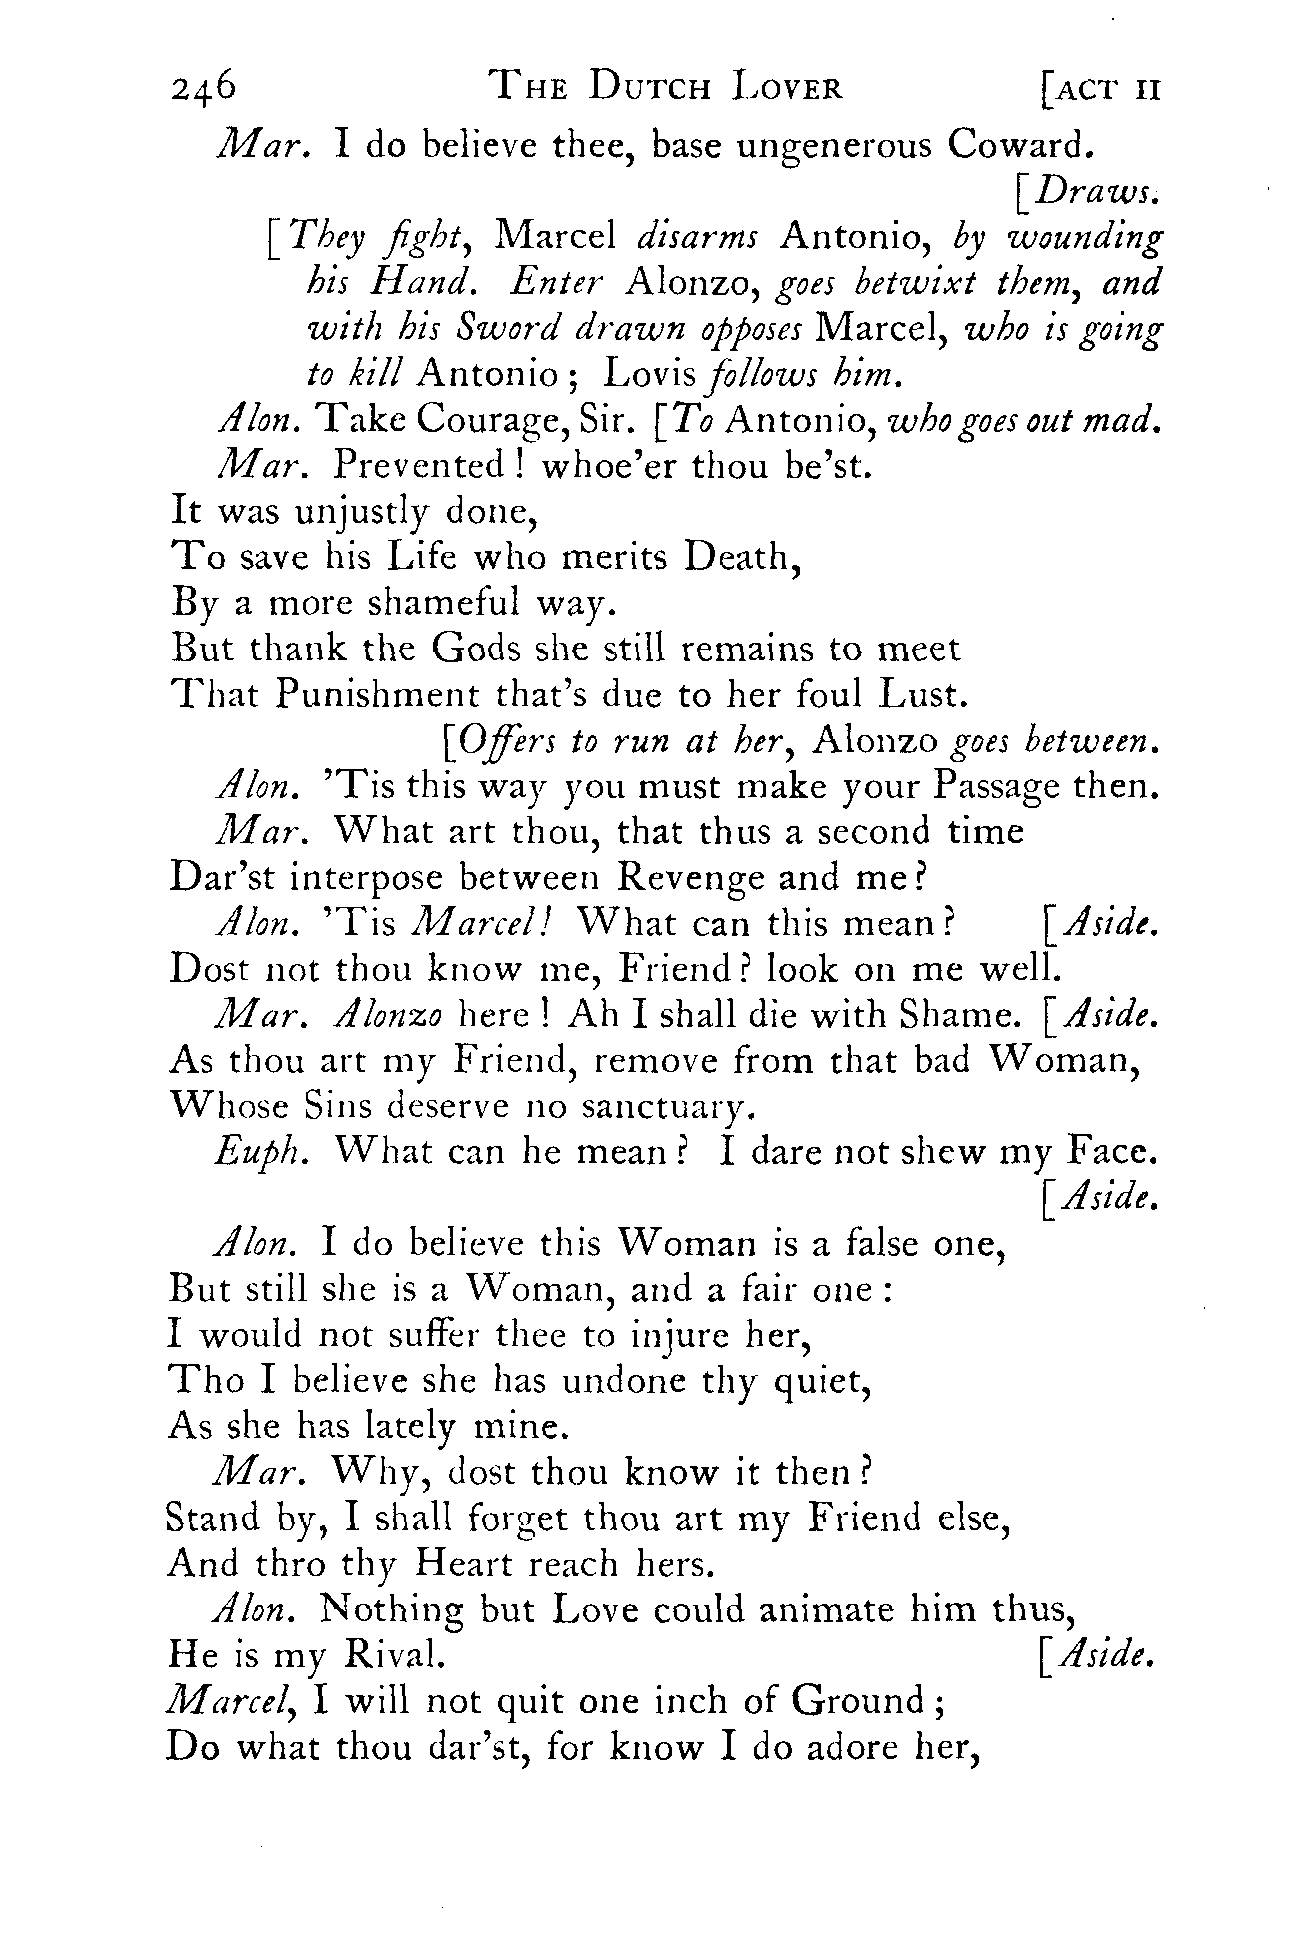 246 THE DUTCH LOVER [ACT II
Mar. I do believe thee, base ungenerous Coward.
[Draws.
[They fight, Marcel disarms Antonio, by wounding
his Hand. Enter Alonzo, goes betwixt them, and
with his Sword drawn opposes Marcel, who is going
to kill Antonio; Lovis follows him.
Alon. Take Courage, Sir. [To Antonio, who goes out mad.
Mar. Prevented! whoe'er thou be'st.
It was unjustly done,
To save his Life who merits Death,
By a more shameful way.
But thank the Gods she still remains to meet
That Punishment that's due to her foul Lust.
[Offers to run at her, Alonzo goes between.
Alon. 'Tis this way you must make your Passage then.
Mar. What art thou, that thus a second time
Dar'st interpose between Revenge and me?
Alon. 'Tis Marcel! What can this mean? [Aside.
Dost not thou know me, Friend? look on me well.
Mar. Alonzo here! Ah I shall die with Shame. [Aside.
As thou art my Friend, remove from that bad Woman,
Whose Sins deserve no sanctuary.
Euph. What can he mean? I dare not shew my Face.
[Aside.
Alon. I do believe this Woman is a false one,
But still she is a Woman, and a fair one:
I would not suffer thee to injure her,
Tho I believe she has undone thy quiet,
As she has lately mine.
Mar. Why, dost thou know it then?
Stand by, I shall forget thou art my Friend else,
And thro thy Heart reach hers.
Alon. Nothing but Love could animate him thus,
He is my Rival. [Aside.
Marcel, I will not quit one inch of Ground;
Do what thou dar'st, for know I do adore her,